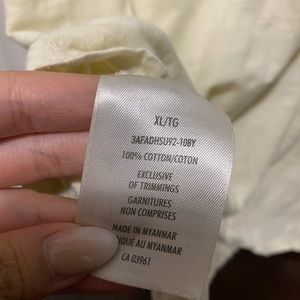 XL/TG
3AFADHSU92-10BY
100% COTTON/COTON
EXCLUSIVE
OF TRIMMINGS
GARNITURES
NON COMPRISES
MADE IN MYANMAR
AU MYANMAR
CA 03961